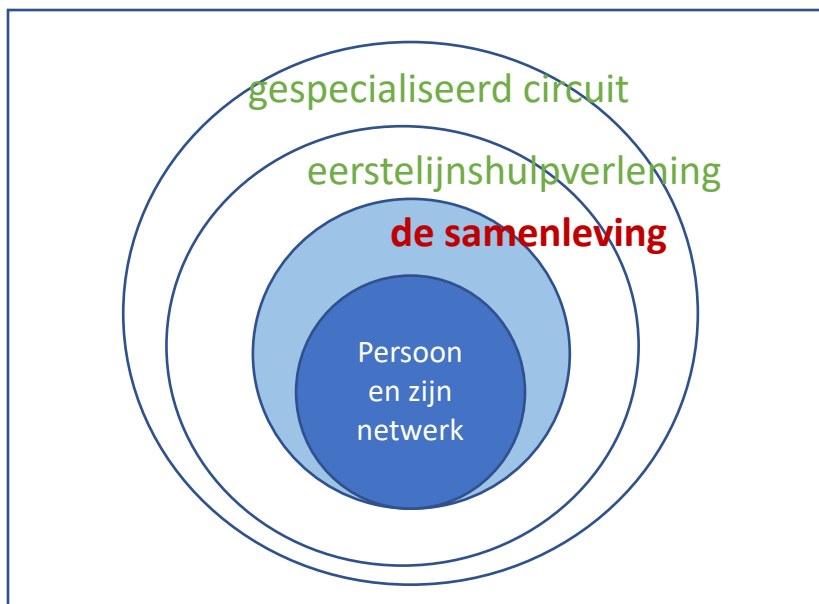 gespecialiseerd circuit
eerstelijnshulpverlening
de samenleving
Persoon
en zijn
netwerk